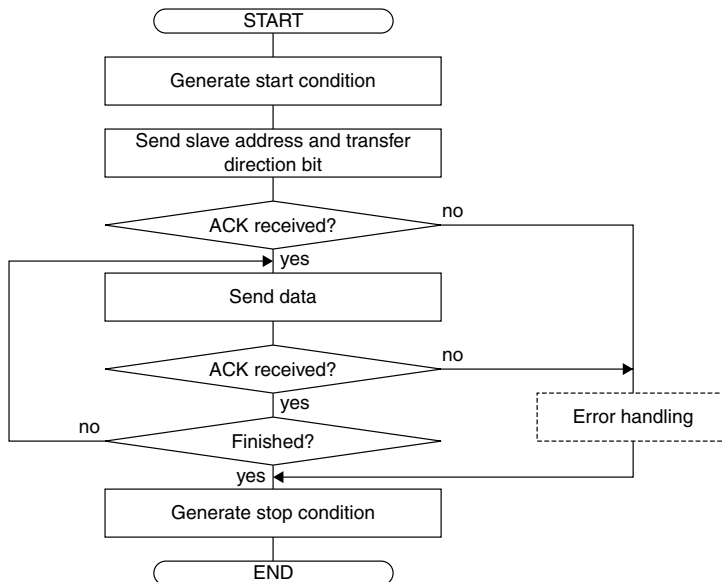 START
Generate start condition
Send slave address and transfer
direction bit
ACK received?
no
yes
Send data
ACK received?
no
yes
Error handling
no
Finished?
yes
Generate stop condition
END